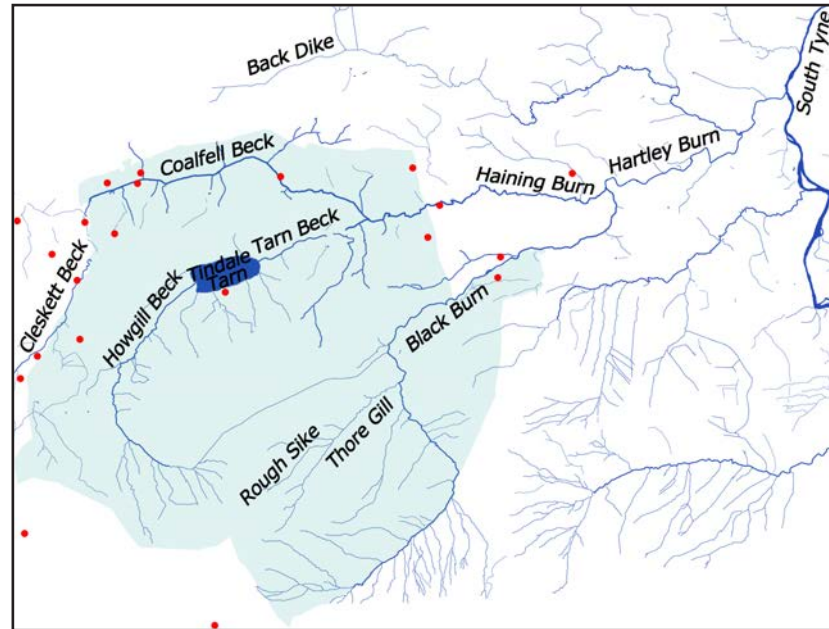 Back Dike
South Tyne
Coalfell Beck
Hartley Burn
Haining Burn
Tindale Tarn Beck
Tarn
Cleskett Beck
Howgill Beck
Black Burn
Rough Sike
Thore Gill